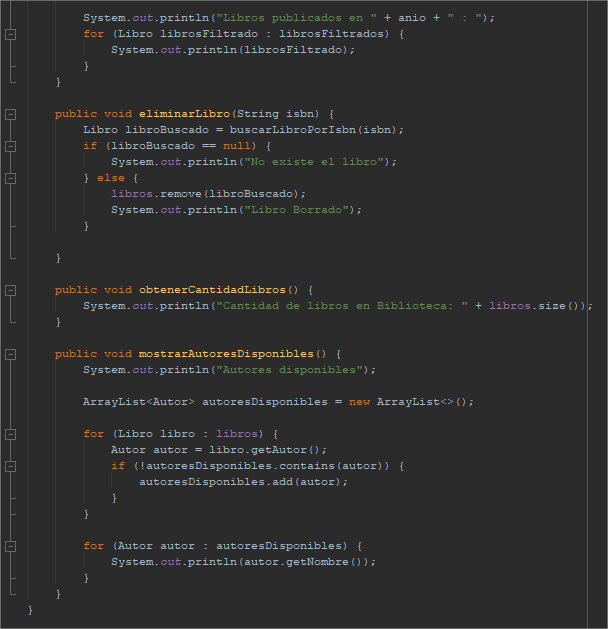 System.out.println("Libros publicados en " + anio + " : ");
for (Libro librosFiltrado : librosFiltrados) {
System.out.println(librosFiltrado);
}
}
public void eliminarLibro(String isbn) {
Libro libroBuscado = buscarLibroPorIsbn(isbn);
if (libroBuscado == null) {
System.out.println("No existe el libro");
} else {
libros.remove(libroBuscado);
System.out.println("Libro Borrado");
}
}
public void obtenerCantidadLibros() {
System.out.println("Cantidad de libros en Biblioteca: " + libros.size());
}
public void mostrarAutoresDisponibles() {
System.out.println("Autores disponibles");
ArrayList<Autor> autoresDisponibles = new ArrayList<>();
for (Libro libro : libros) {
Autor autor = libro.getAutor();
if (!autoresDisponibles.contains(autor)) {
autoresDisponibles.add(autor);
}
}
for (Autor autor : autoresDisponibles) {
System.out.println(autor.getNombre());
}
}
}